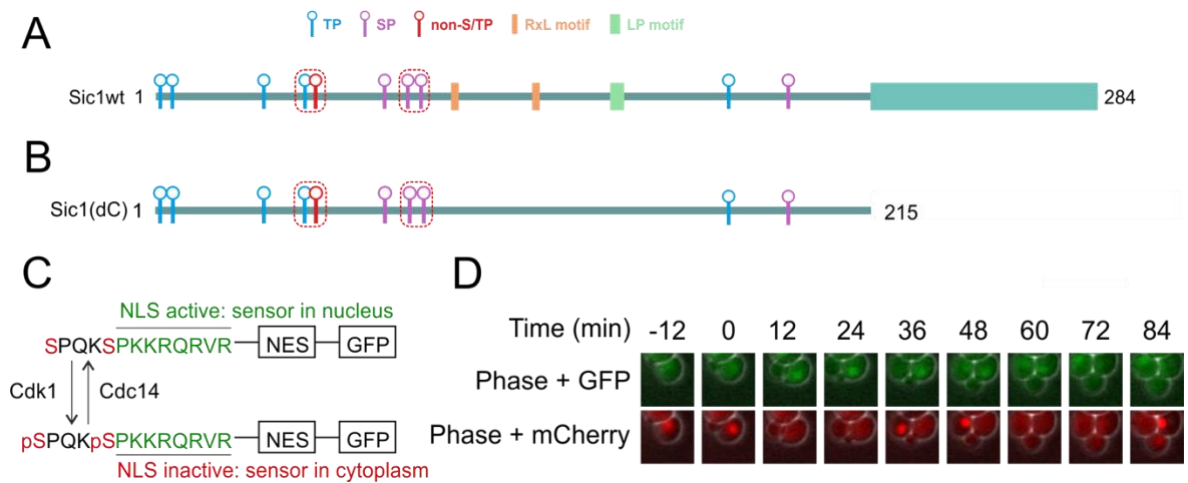 A
TP SP non-S/TP RxL motif LP motif
Sic1wt 1 284
B
Sic1(dC) 1 215
C
NLS active: sensor in nucleus
SPQKSPKKRQRVR NES GFP
Cdk1 Cdc14
pSPQKpSPKKRQRVR NES GFP
NLS inactive: sensor in cytoplasm
D
Time (min) -12 0 12 24 36 48 60 72 84
Phase + GFP
Phase + mCherry